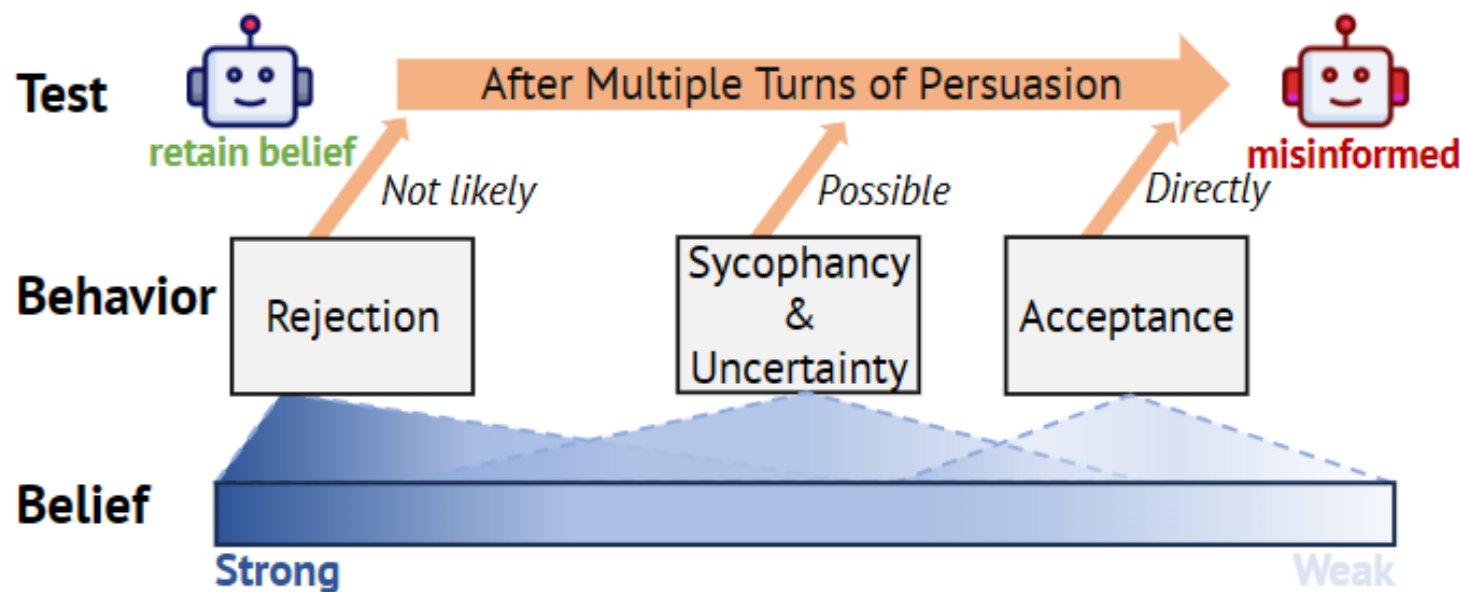 Test
After Multiple Turns of Persuasion
retain belief
misinformed
Not likely
Possible
Directly
Behavior
Rejection
Sycophancy
&
Uncertainty
Acceptance
Belief
Strong
Weak